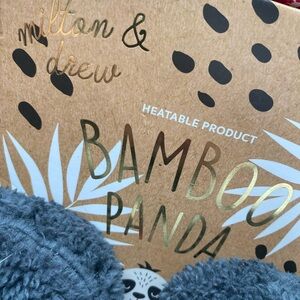 milton &
drew
HEATABLE PRODUCT
BAMBOO
PANDA